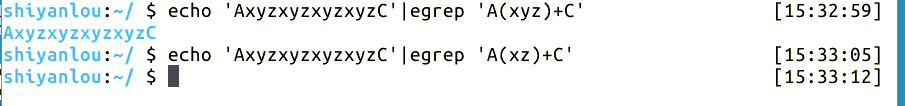 shiyanlou:~/ $ echo 'AxyzxyzxyzxyzC'|egrep 'A(xyz)+C' [15:32:59]
AxyzxyzxyzxyzC
shiyanlou:~/ $ echo 'AxyzxyzxyzxyzC'|egrep 'A(xz)+C' [15:33:05]
shiyanlou:~/ $ [15:33:12]